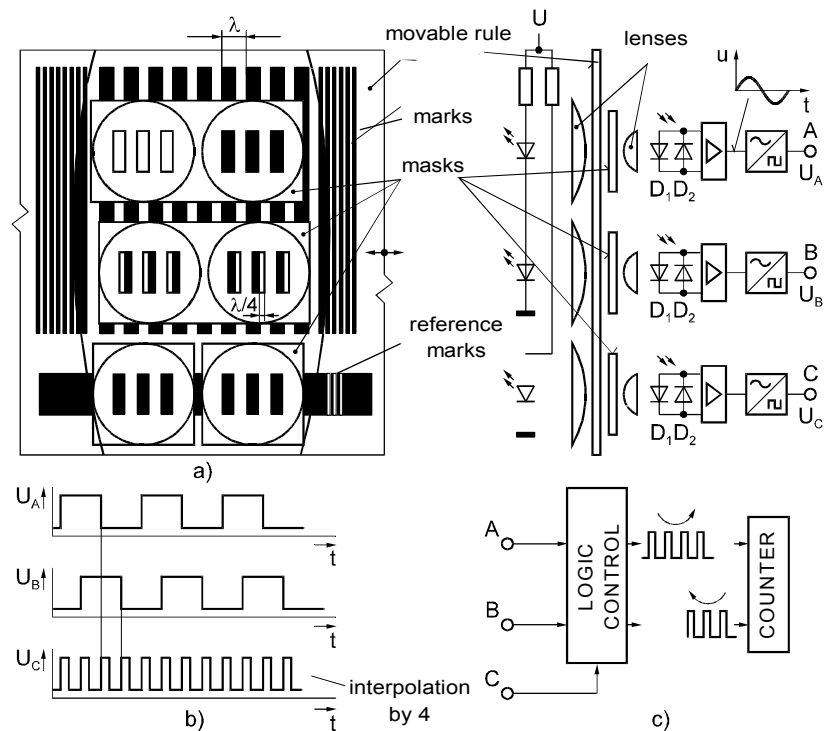 λ
movable rule
marks
masks
λ/4
reference
marks
a)
U
lenses
u
t
A
D₁D₂
U_A
B
D₁D₂
U_B
C
D₁D₂
U_C
U_A
t
U_B
t
U_C
t
interpolation
by 4
b)
A
B
C
LOGIC
CONTROL
COUNTER
c)